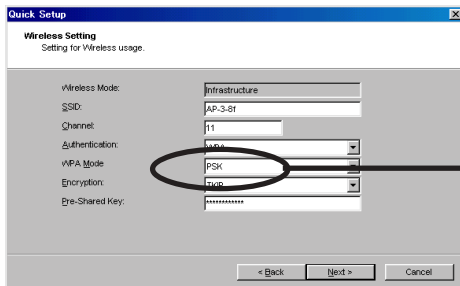 Quick Setup
Wireless Setting
Setting for Wireless usage.
Wireless Mode: Infrastructure
SSID: AP-3-8f
Channel: 11
Authentication: WPA
WPA Mode PSK
Encryption: TKIP
Pre-Shared Key: ************
< Back Next > Cancel